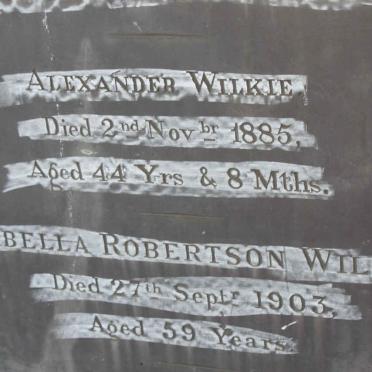 ALEXANDER WILKIE
Died 2nd Novbr 1885,
Aged 44 Yrs & 8 Mths.
BELLA ROBERTSON WIL
Died 27th Septr 1903,
Aged 59 Years.